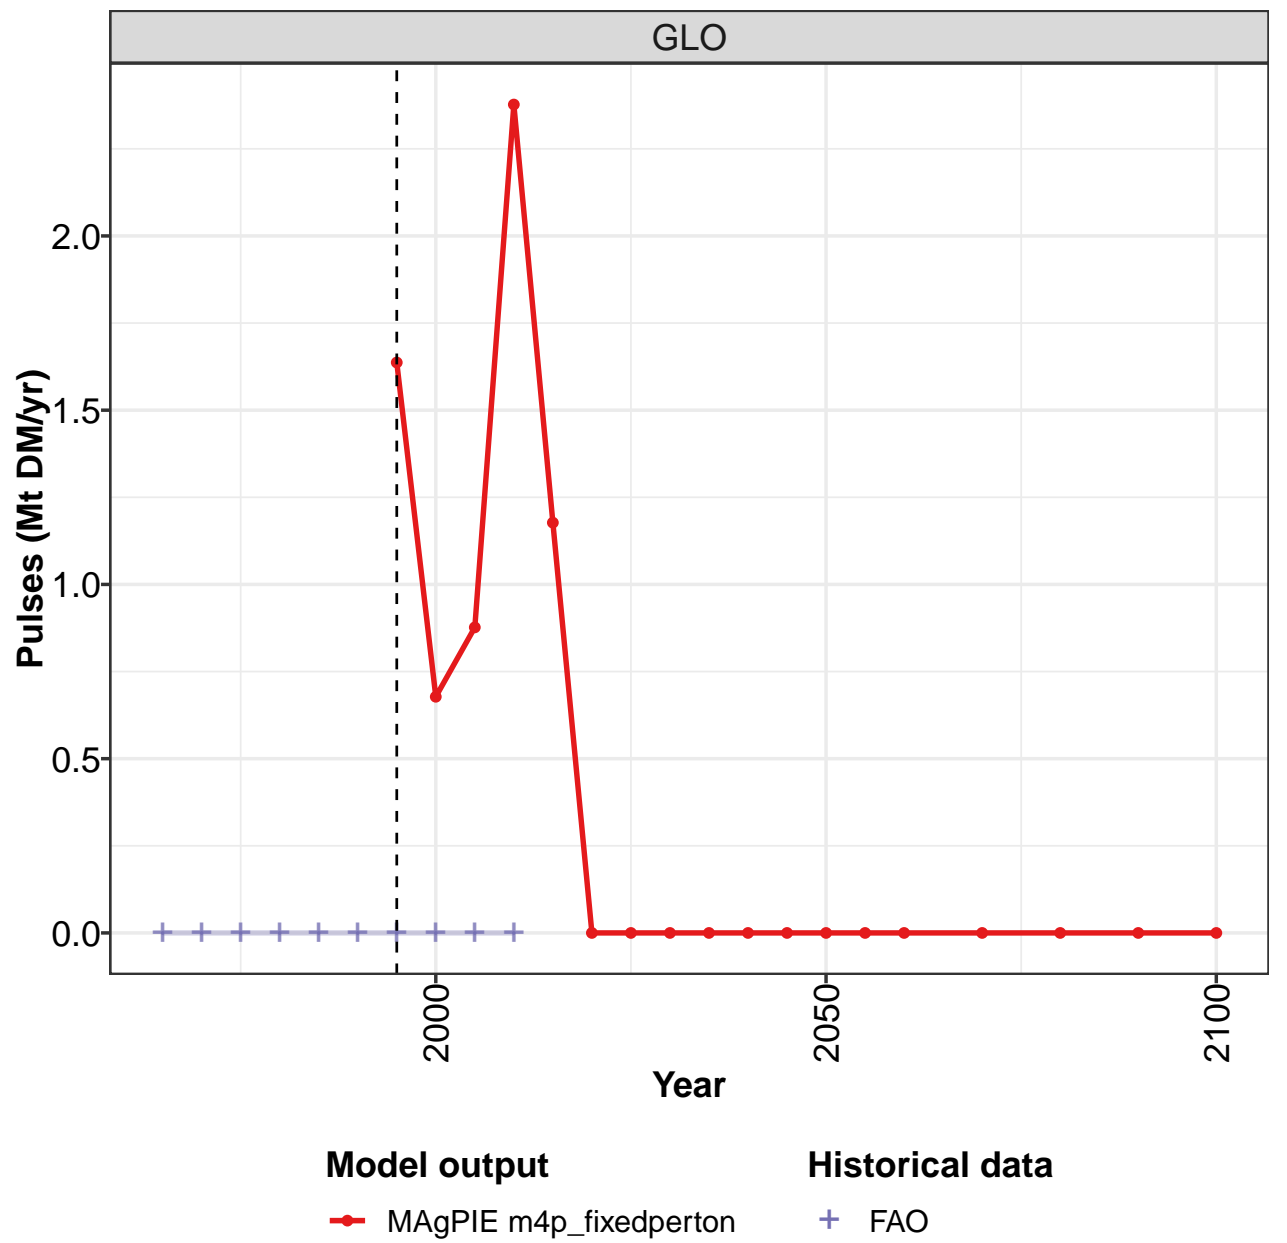 GLO
Pulses (Mt DM/yr)
2.0
1.5
1.0
0.5
0.0
2000
2050
2100
Year
Model output
MAgPIE m4p_fixedperton
Historical data
FAO